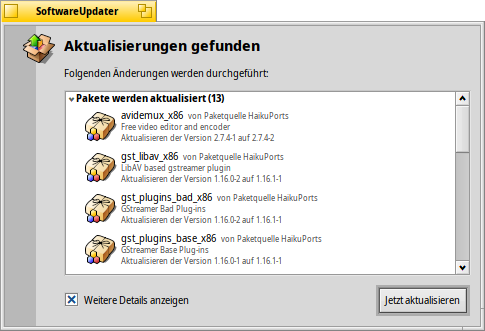 SoftwareUpdater
Aktualisierungen gefunden
Folgenden Änderungen werden durchgeführt:
Pakete werden aktualisiert (13)
avidemux_x86 von Paketquelle HaikuPorts
Free video editor and encoder
Aktualisieren der Version 2.7.4-1 auf 2.7.4-2
gst_libav_x86 von Paketquelle HaikuPorts
LibAV based gstreamer plugin
Aktualisieren der Version 1.16.0-2 auf 1.16.1-1
gst_plugins_bad_x86 von Paketquelle HaikuPorts
GStreamer Bad Plug-ins
Aktualisieren der Version 1.16.0-2 auf 1.16.1-1
gst_plugins_base_x86 von Paketquelle HaikuPorts
GStreamer Base Plug-ins
Aktualisieren der Version 1.16.0-1 auf 1.16.1-1
Weitere Details anzeigen
Jetzt aktualisieren